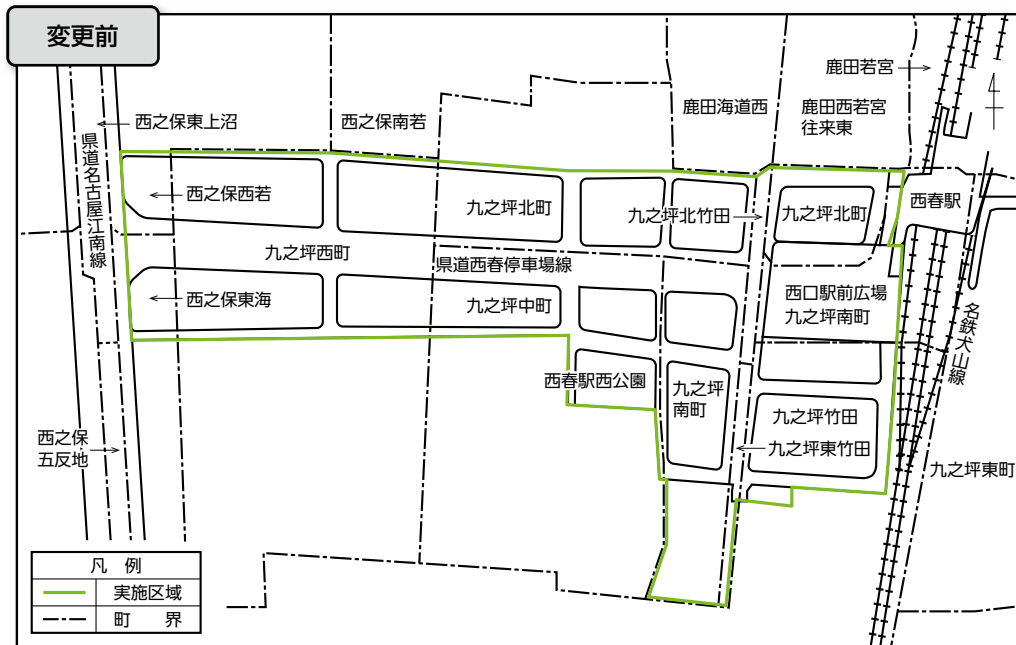 変更前
鹿田若宮
西之保東上沼
西之保南若
鹿田海道西
鹿田西若宮
往来東
県道名古屋江南線
西之保西若
九之坪北町
九之坪北竹田
九之坪北町
西春駅
九之坪西町
県道西春停車場線
西之保東海
九之坪中町
西口駅前広場
九之坪南町
名鉄犬山線
西春駅西公園
九之坪
南町
九之坪竹田
九之坪東竹田
西之保
五反地
九之坪東町
凡 例
実施区域
町 界